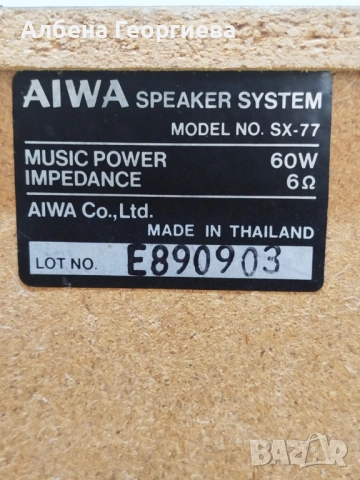 Албена Георгиева
AIWA SPEAKER SYSTEM
MODEL NO. SX-77
MUSIC POWER 60W
IMPEDANCE 6Ω
AIWA Co., Ltd.
MADE IN THAILAND
LOT NO. E890903
BAZAR.bg